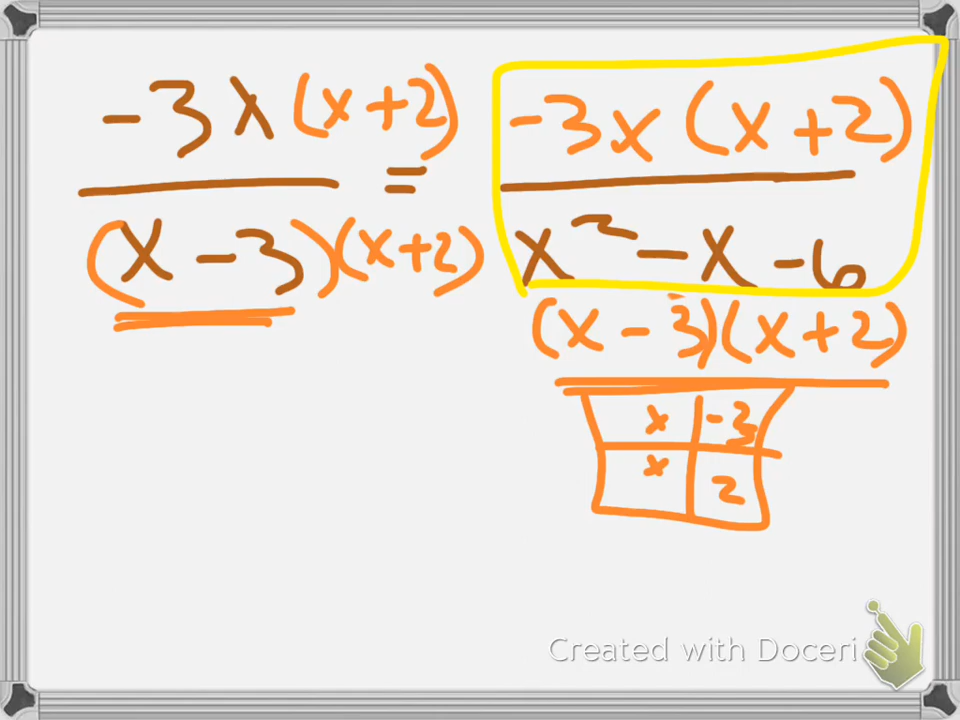 -3x(x+2) / (x-3)(x+2) = -3x(x+2) / x²-x-6
(x-3)(x+2)
x | -3
x | 2
Created with Doceri